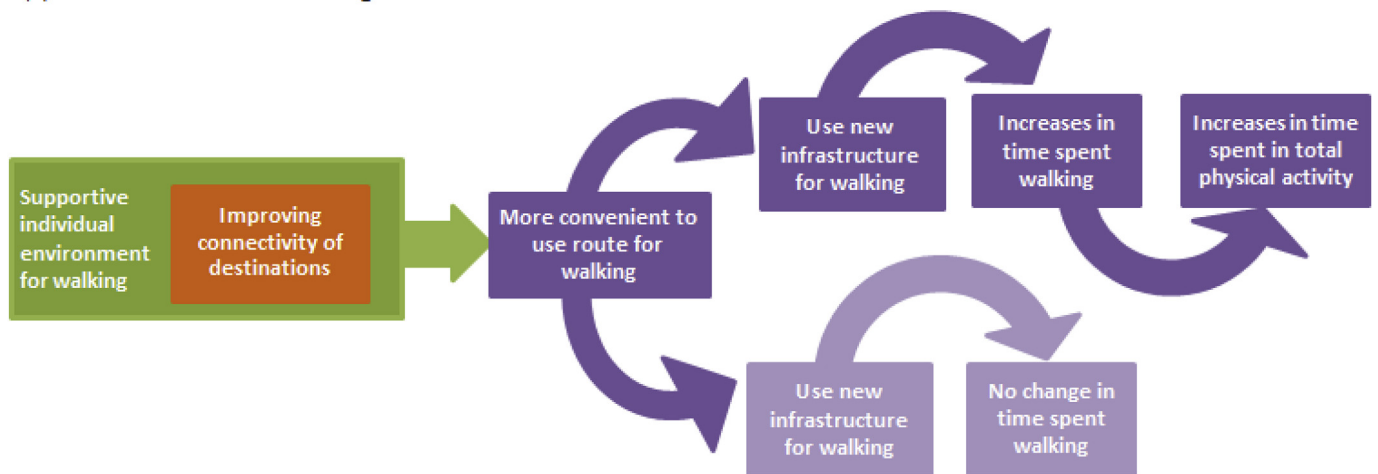 Supportive
individual
environment
for walking
Improving
connectivity of
destinations
More convenient to
use route for
walking
Use new
infrastructure
for walking
Increases in
time spent
walking
Increases in time
spent in total
physical activity
Use new
infrastructure
for walking
No change in
time spent
walking